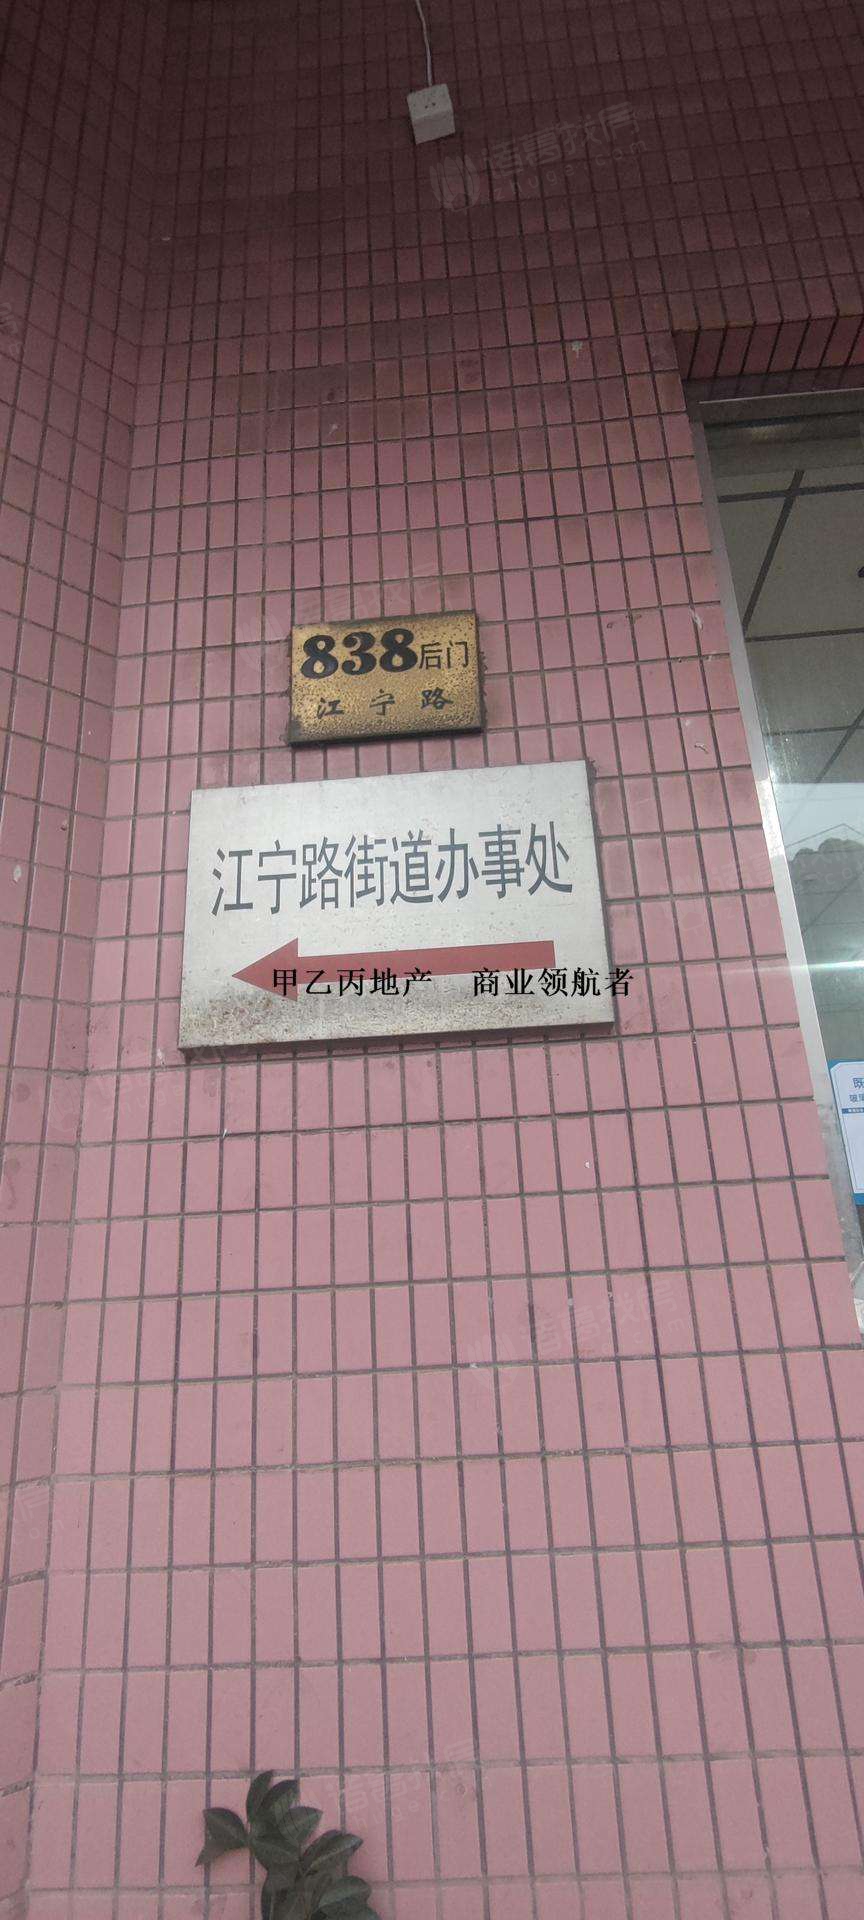 838后门
江宁路
江宁路街道办事处
甲乙丙地产 商业领航者
既